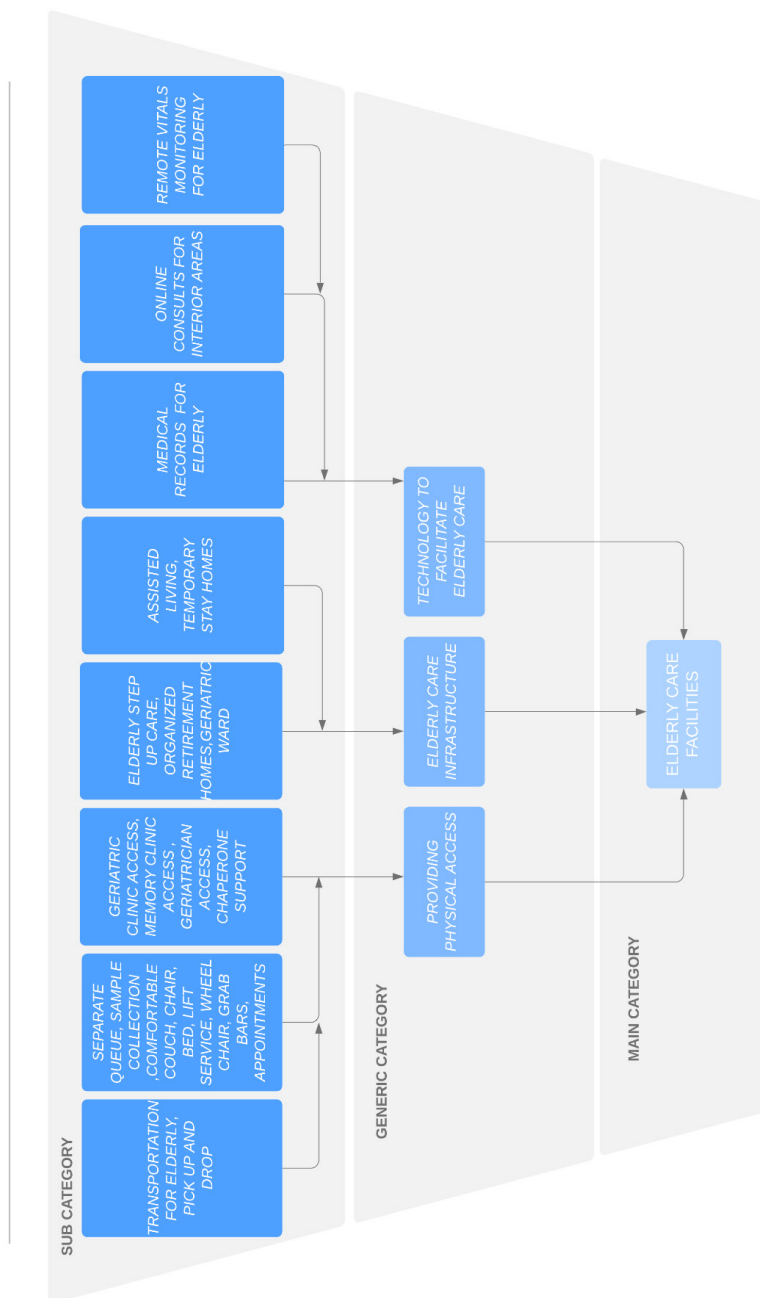 SUB CATEGORY
TRANSPORTATION
FOR ELDERLY,
PICK UP AND
DROP
SEPARATE
QUEUE, SAMPLE
COLLECTION
,COMFORTABLE
COUCH, CHAIR,
BED, LIFT
SERVICE, WHEEL
CHAIR, GRAB
BARS,
APPOINTMENTS
GERIATRIC
CLINIC ACCESS,
MEMORY CLINIC
ACCESS ,
GERIATRICIAN
ACCESS,
CHAPERONE
SUPPORT
ELDERLY STEP
UP CARE,
ORGANIZED
RETIREMENT
HOMES,GERIATRIC
WARD
ASSISTED
LIVING,
TEMPORARY
STAY HOMES
MEDICAL
RECORDS FOR
ELDERLY
ONLINE
CONSULTS FOR
INTERIOR AREAS
REMOTE VITALS
MONITORING
FOR ELDERLY
GENERIC CATEGORY
PROVIDING
PHYSICAL ACCESS
ELDERLY CARE
INFRASTRUCTURE
TECHNOLOGY TO
FACILITATE
ELDERLY CARE
MAIN CATEGORY
ELDERLY CARE
FACILITIES